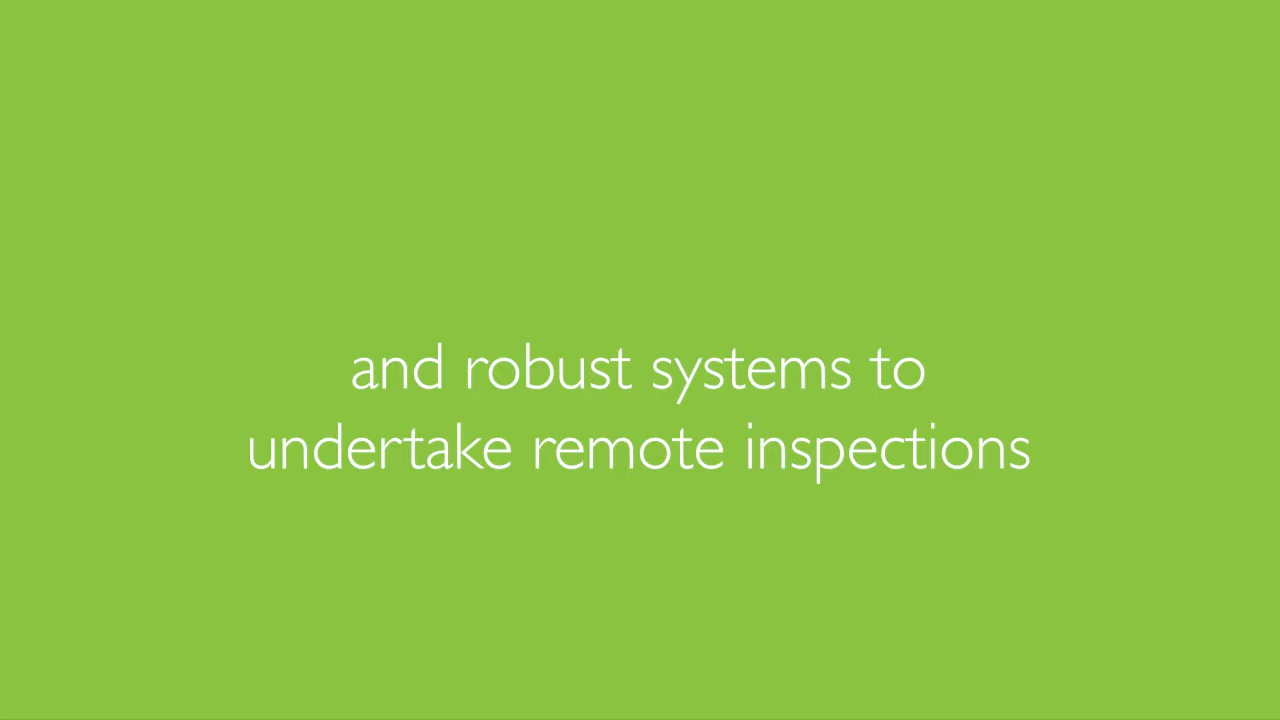 and robust systems to
undertake remote inspections